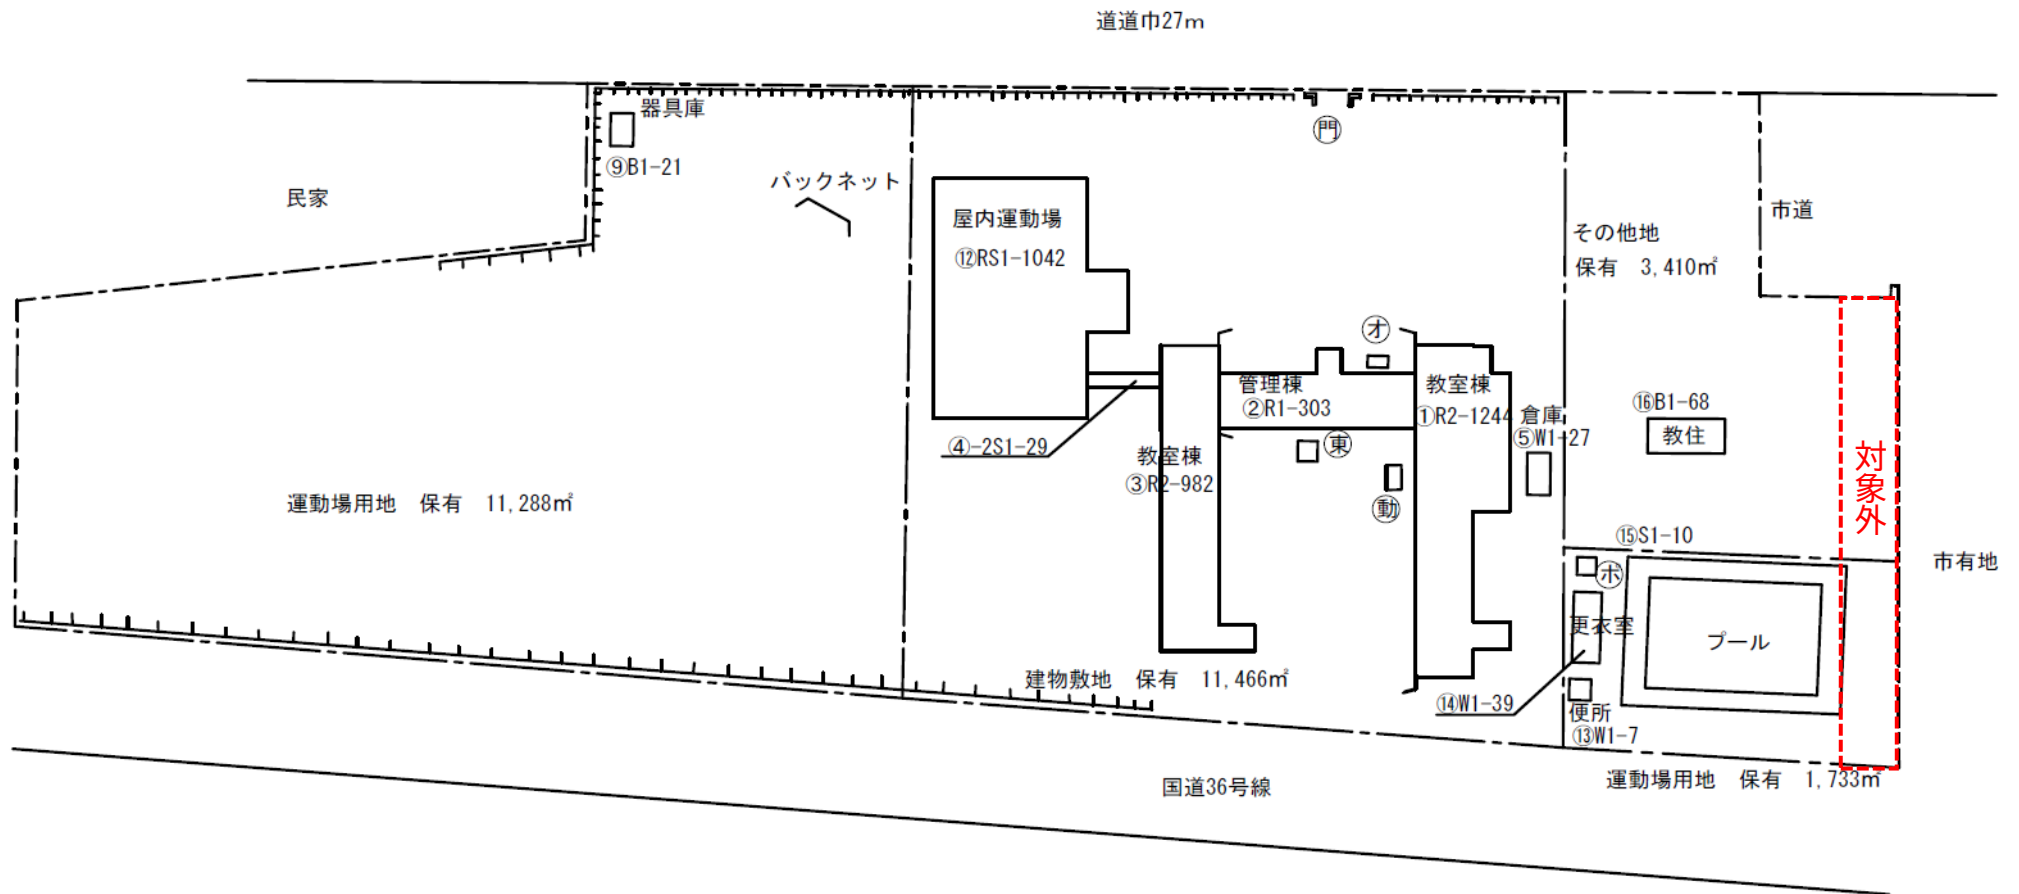 道道巾27m
器具庫
⑨B1-21
バックネット
民家
門
屋内運動場
⑫RS1-1042
市道
その他地
保有 3,410㎡
オ
管理棟
②R1-303
教室棟
①R2-1244
倉庫
⑤W1-27
⑯B1-68
教住
④-2S1-29
教室棟
③R2-982
東
動
対象外
運動場用地 保有 11,288㎡
⑮S1-10
ポ
市有地
更衣室
プール
建物敷地 保有 11,466㎡
⑭W1-39
便所
⑬W1-7
国道36号線
運動場用地 保有 1,733㎡